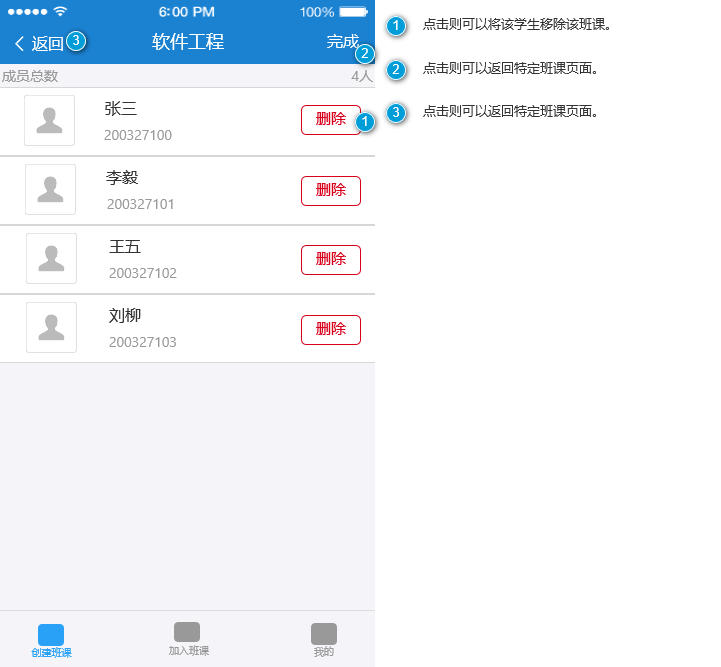 6:00 PM 100%
返回 3 软件工程 完成 2
成员总数 4人
张三
200327100
删除 1
李毅
200327101
删除
王五
200327102
删除
刘柳
200327103
删除
创建班课 加入班课 我的
1 点击则可以将该学生移除该班课。
2 点击则可以返回特定班课页面。
3 点击则可以返回特定班课页面。